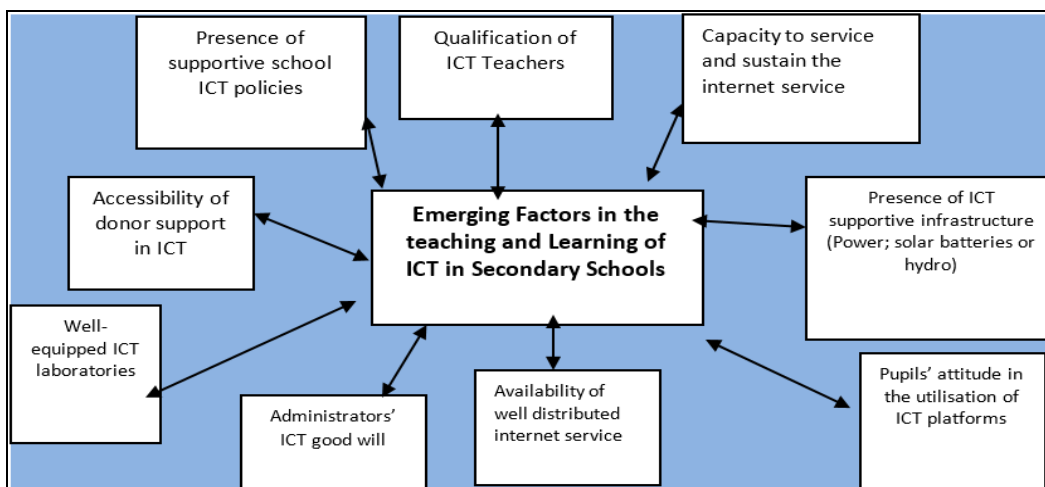 Presence of
supportive school
ICT policies
Qualification of
ICT Teachers
Capacity to service
and sustain the
internet service
Accessibility of
donor support
in ICT
Emerging Factors in the
teaching and Learning of
ICT in Secondary Schools
Presence of ICT
supportive infrastructure
(Power; solar batteries or
hydro)
Well-
equipped ICT
laboratories
Administrators’
ICT good will
Availability of
well distributed
internet service
Pupils’ attitude in
the utilisation of
ICT platforms